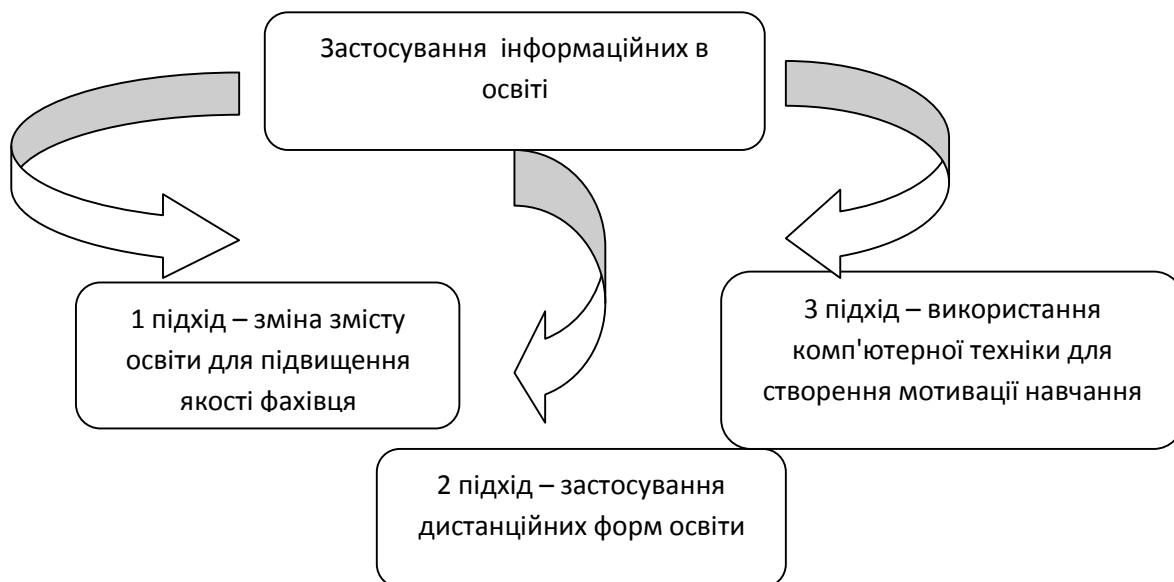 Застосування інформаційних в
освіті
1 підхід – зміна змісту
освіти для підвищення
якості фахівця
2 підхід – застосування
дистанційних форм освіти
3 підхід – використання
комп'ютерної техніки для
створення мотивації навчання